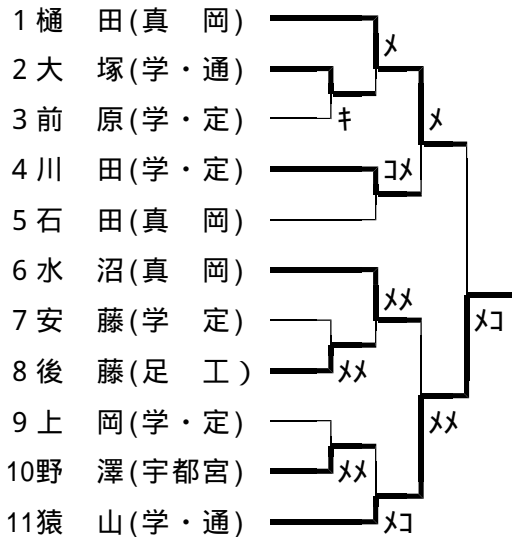 1 樋　田(真　岡)
メ
2 大　塚(学・通)
3 前　原(学・定)
キ
メ
4 川　田(学・定)
コメ
5 石　田(真　岡)
6 水　沼(真　岡)
メメ
7 安　藤(学　定)
メコ
8 後　藤(足　工)
メメ
9 上　岡(学・定)
メメ
10野　澤(宇都宮)
メメ
11猿　山(学・通)
メコ